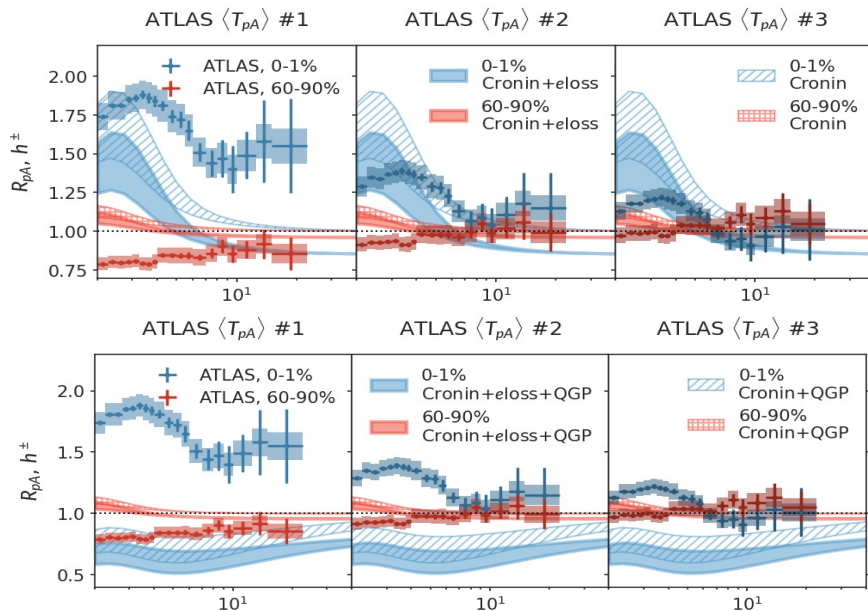 ATLAS ⟨T_pA⟩ #1 ATLAS ⟨T_pA⟩ #2 ATLAS ⟨T_pA⟩ #3
2.00
1.75
1.50
1.25
1.00
0.75
R_pA, h^±
ATLAS, 0-1%
ATLAS, 60-90%
0-1%
Cronin+eloss
60-90%
Cronin+eloss
0-1%
Cronin
60-90%
Cronin
10^1 10^1 10^1
ATLAS ⟨T_pA⟩ #1 ATLAS ⟨T_pA⟩ #2 ATLAS ⟨T_pA⟩ #3
2.0
1.5
1.0
0.5
R_pA, h^±
ATLAS, 0-1%
ATLAS, 60-90%
0-1%
Cronin+eloss+QGP
60-90%
Cronin+eloss+QGP
0-1%
Cronin+QGP
60-90%
Cronin+QGP
10^1 10^1 10^1